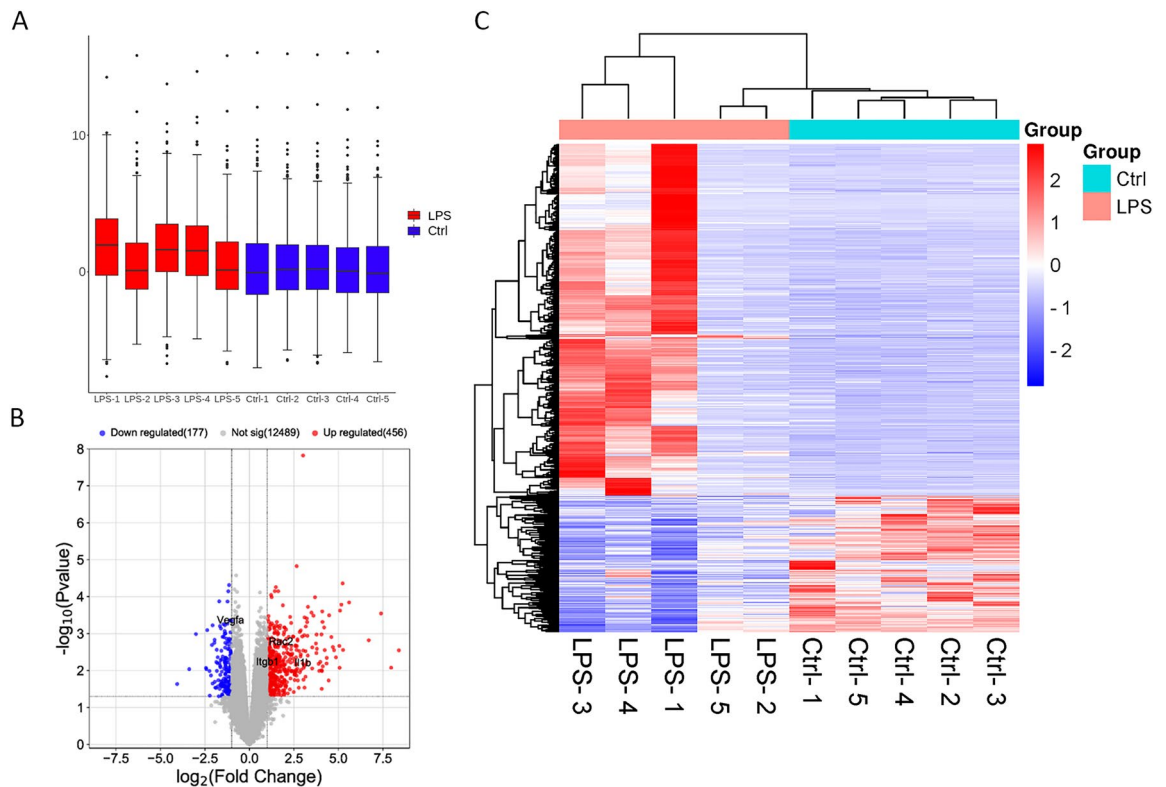 A
10
0
LPS
Ctrl
LPS-1 LPS-2 LPS-3 LPS-4 LPS-5 Ctrl-1 Ctrl-2 Ctrl-3 Ctrl-4 Ctrl-5
B
Down regulated(177) Not sig(12489) Up regulated(456)
8
7
6
5
4
3
2
1
0
-log10(Pvalue)
Vegfa
Rac2
Itgb1
Il1b
−7.5 −5.0 −2.5 0.0 2.5 5.0 7.5
log2(Fold Change)
C
Group
2
1
0
-1
-2
Group
Ctrl
LPS
LPS-3
LPS-4
LPS-1
LPS-5
LPS-2
Ctrl-1
Ctrl-5
Ctrl-4
Ctrl-2
Ctrl-3